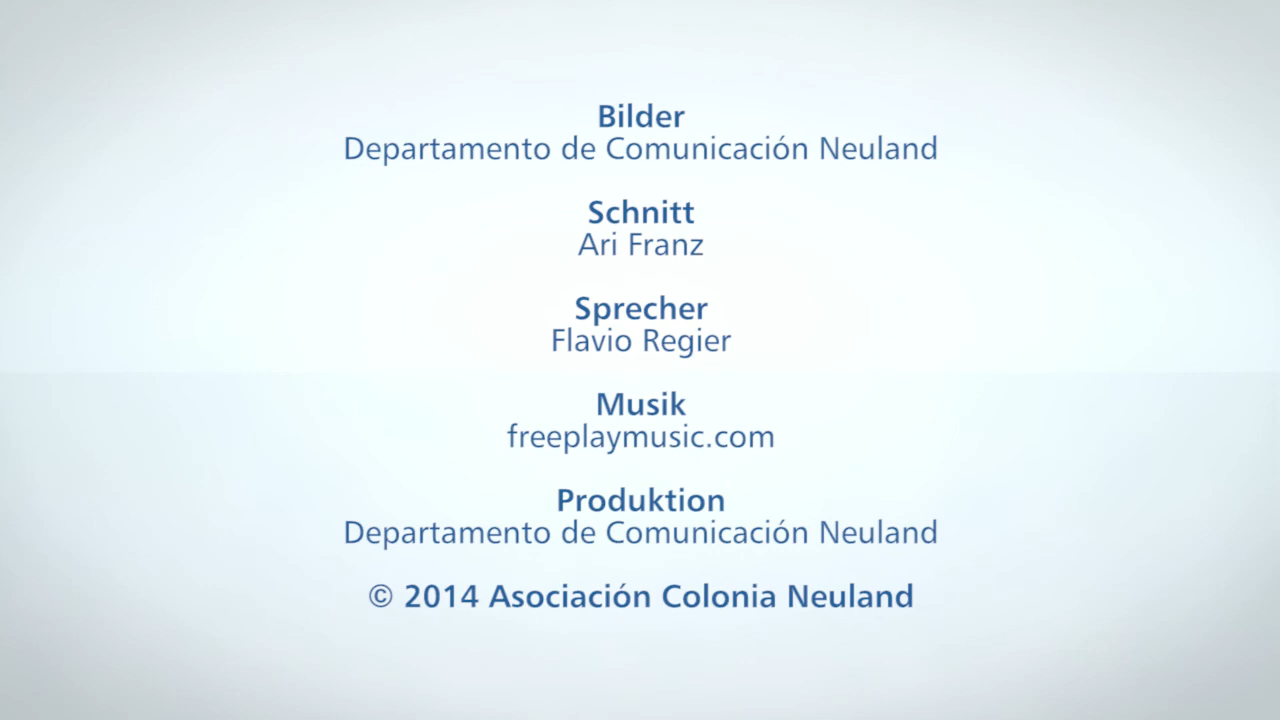 Bilder
Departamento de Comunicación Neuland
Schnitt
Ari Franz
Sprecher
Flavio Regier
Musik
freeplaymusic.com
Produktion
Departamento de Comunicación Neuland
© 2014 Asociación Colonia Neuland